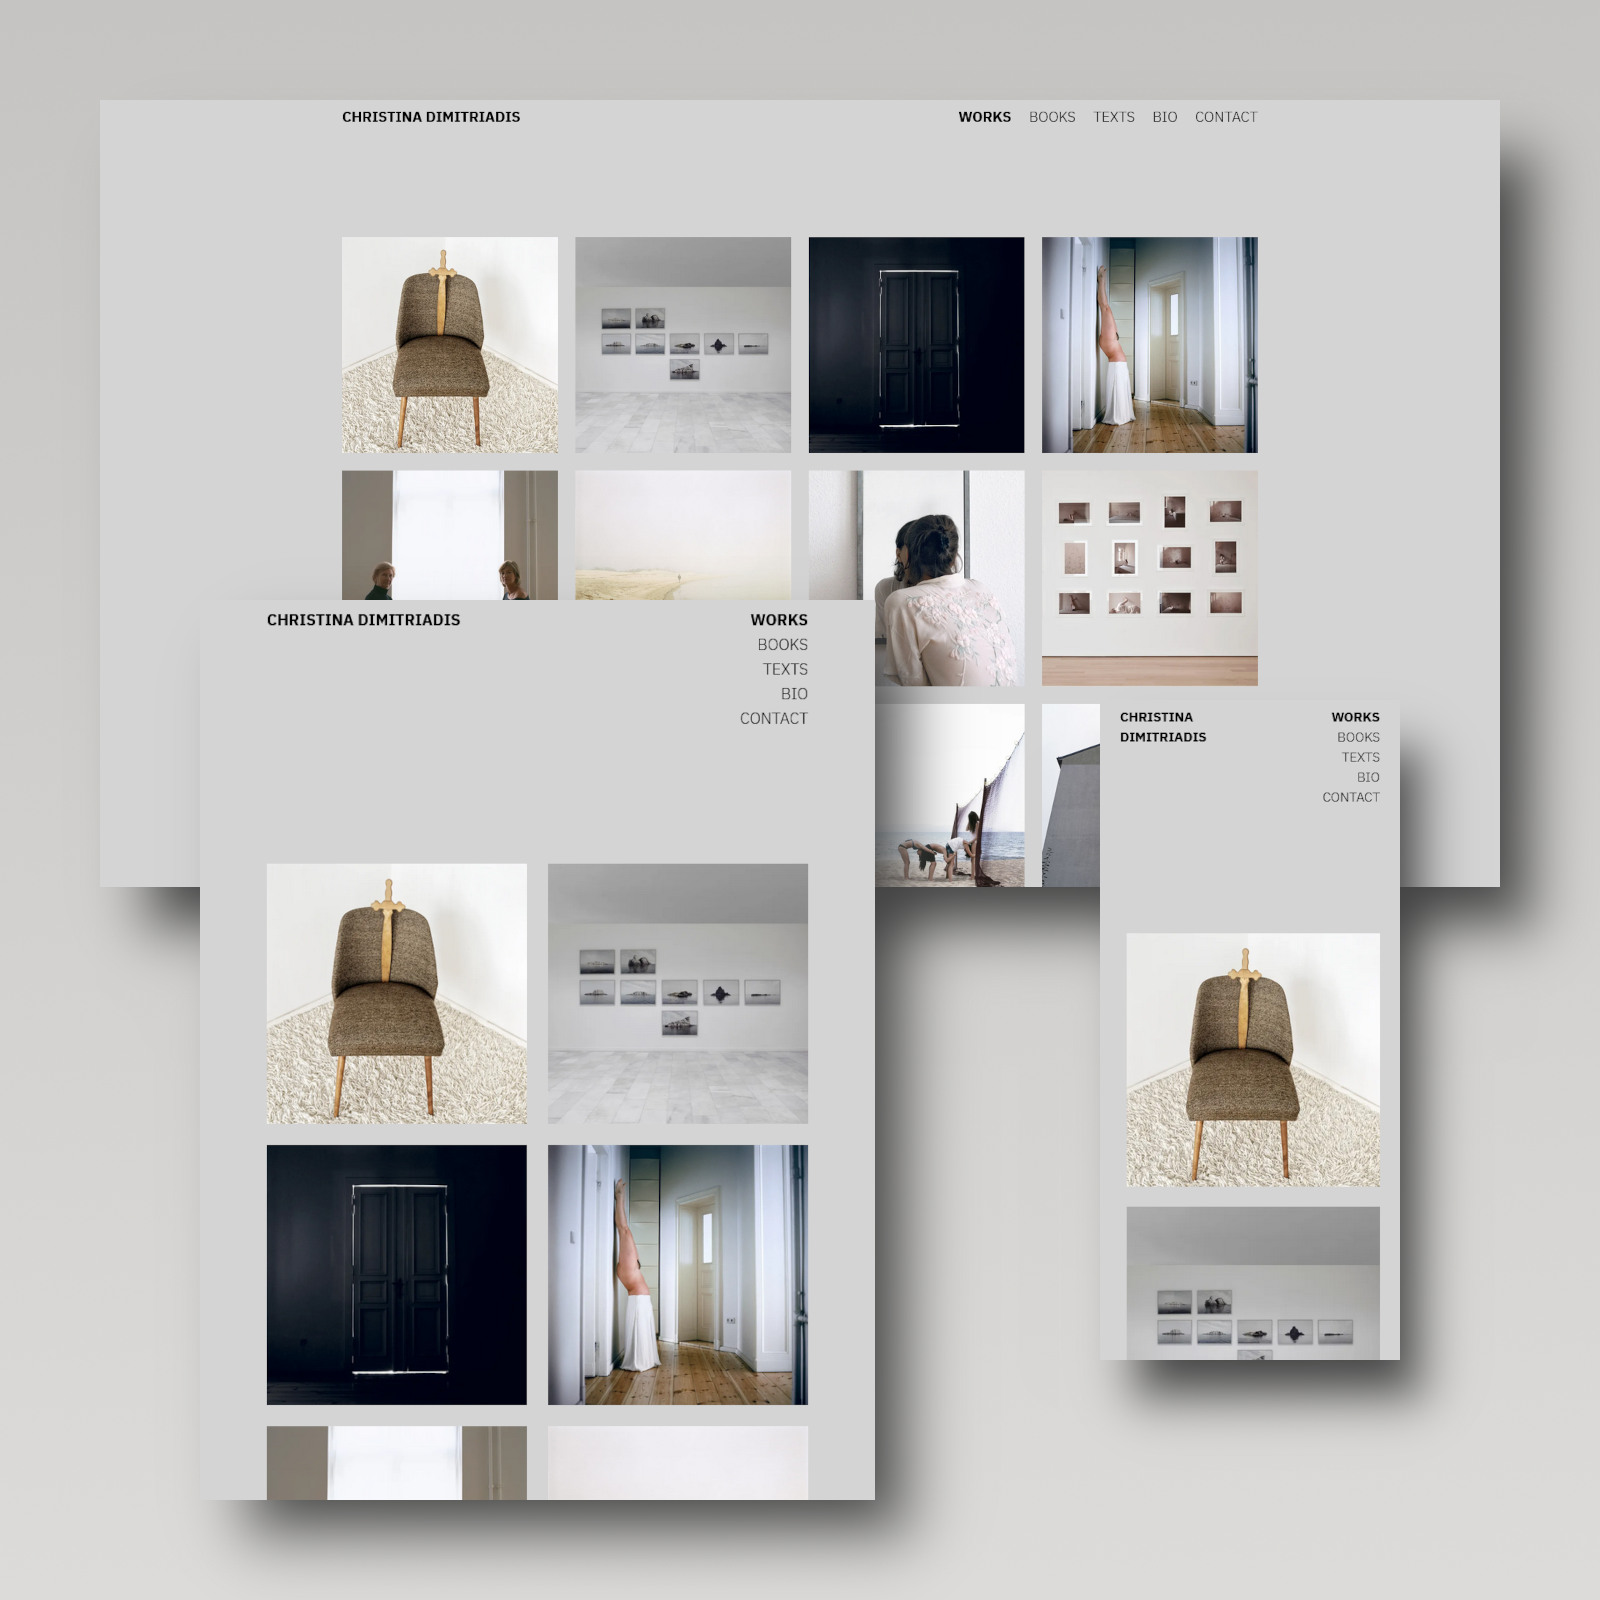 CHRISTINA DIMITRIADIS WORKS BOOKS TEXTS BIO CONTACT
CHRISTINA DIMITRIADIS WORKS
BOOKS
TEXTS
BIO
CONTACT
CHRISTINA WORKS
DIMITRIADIS BOOKS
TEXTS
BIO
CONTACT